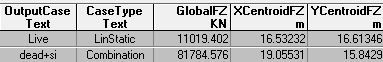 OutputCase CaseType GlobalFZ XCentroidFZ YCentroidFZ
Text Text KN m m
Live LinStatic 11019.402 16.53232 16.61346
dead+si Combination 81784.576 19.05531 15.8429